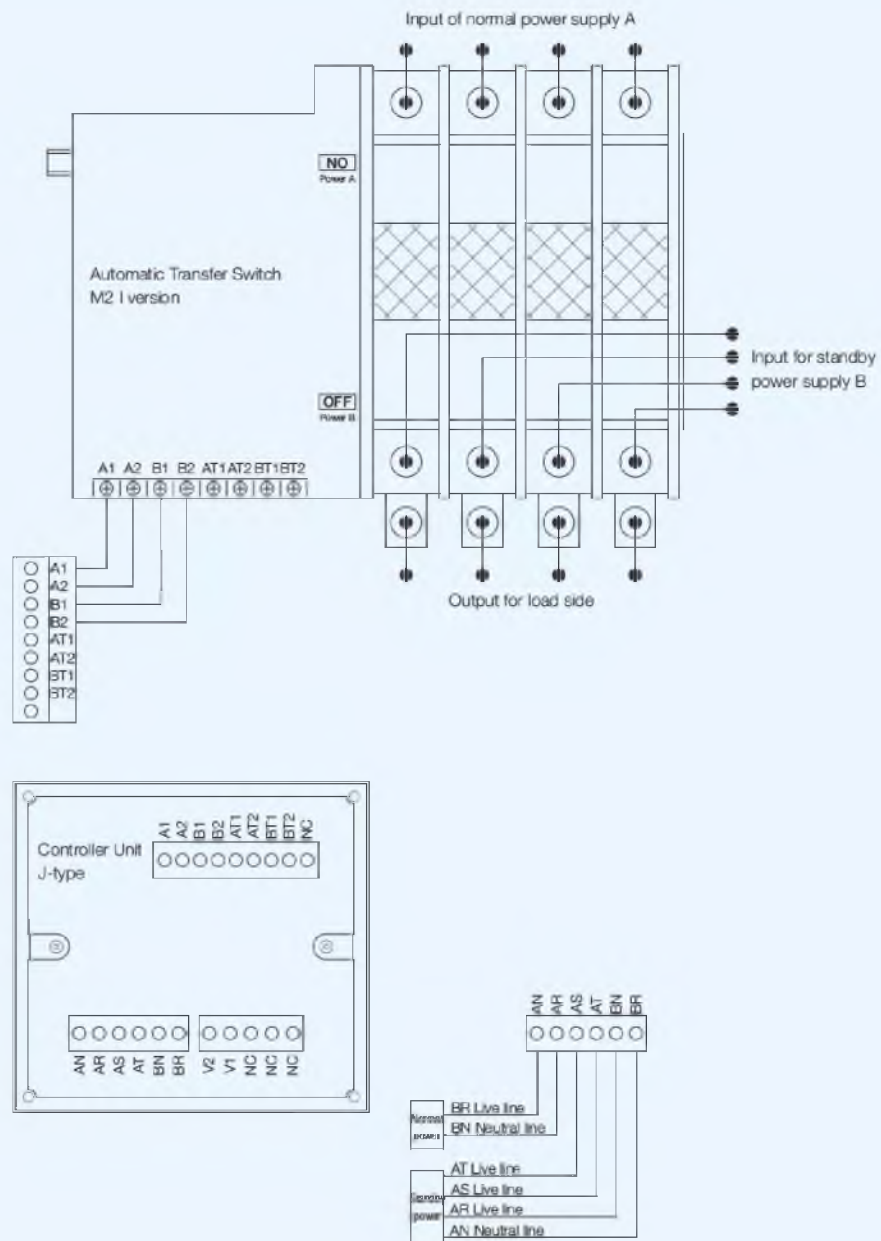 Input of normal power supply A
NO
Power A
Automatic Transfer Switch
M2 I version
Input for standby
power supply B
OFF
Power B
A1 A2 B1 B2 AT1 AT2 BT1 BT2
A1
A2
B1
B2
AT1
AT2
BT1
BT2
Output for load side
A1 A2 B1 B2 AT1 AT2 BT1 BT2 NC
Controller Unit
J-type
AN AR AS AT BN BR
V2 V1 NC NC NC
AN AR AS AT BN BR
BR Live line
BN Neutral line
Normal
power
AT Live line
AS Live line
AR Live line
AN Neutral line
power